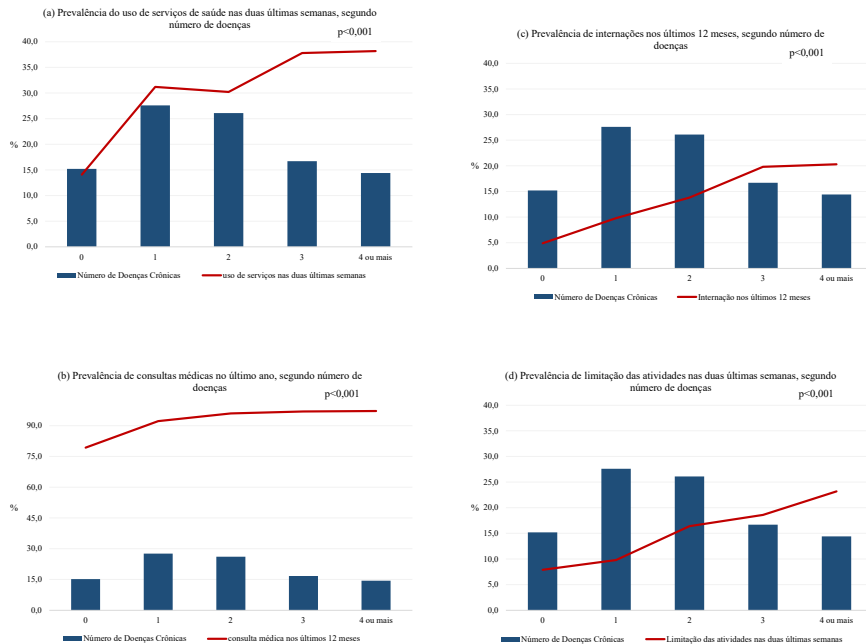 (a) Prevalência do uso de serviços de saúde nas duas últimas semanas, segundo
número de doenças
p<0,001
40,0
35,0
30,0
25,0
%
20,0
15,0
10,0
5,0
0,0
0 1 2 3 4 ou mais
Número de Doenças Crônicas uso de serviços nas duas últimas semanas
(c) Prevalência de internações nos últimos 12 meses, segundo número de
doenças
p<0,001
40,0
35,0
30,0
25,0
%
20,0
15,0
10,0
5,0
0,0
0 1 2 3 4 ou mais
Número de Doenças Crônicas Internação nos últimos 12 meses
(b) Prevalência de consultas médicas no último ano, segundo número de
doenças
p<0,001
90,0
75,0
60,0
%
45,0
30,0
15,0
0,0
0 1 2 3 4 ou mais
Número de Doenças Crônicas consulta médica nos últimos 12 meses
(d) Prevalência de limitação das atividades nas duas últimas semanas, segundo
número de doenças
p<0,001
40,0
35,0
30,0
25,0
%
20,0
15,0
10,0
5,0
0,0
0 1 2 3 4 ou mais
Número de Doenças Crônicas Limitação das atividades nas duas últimas semanas